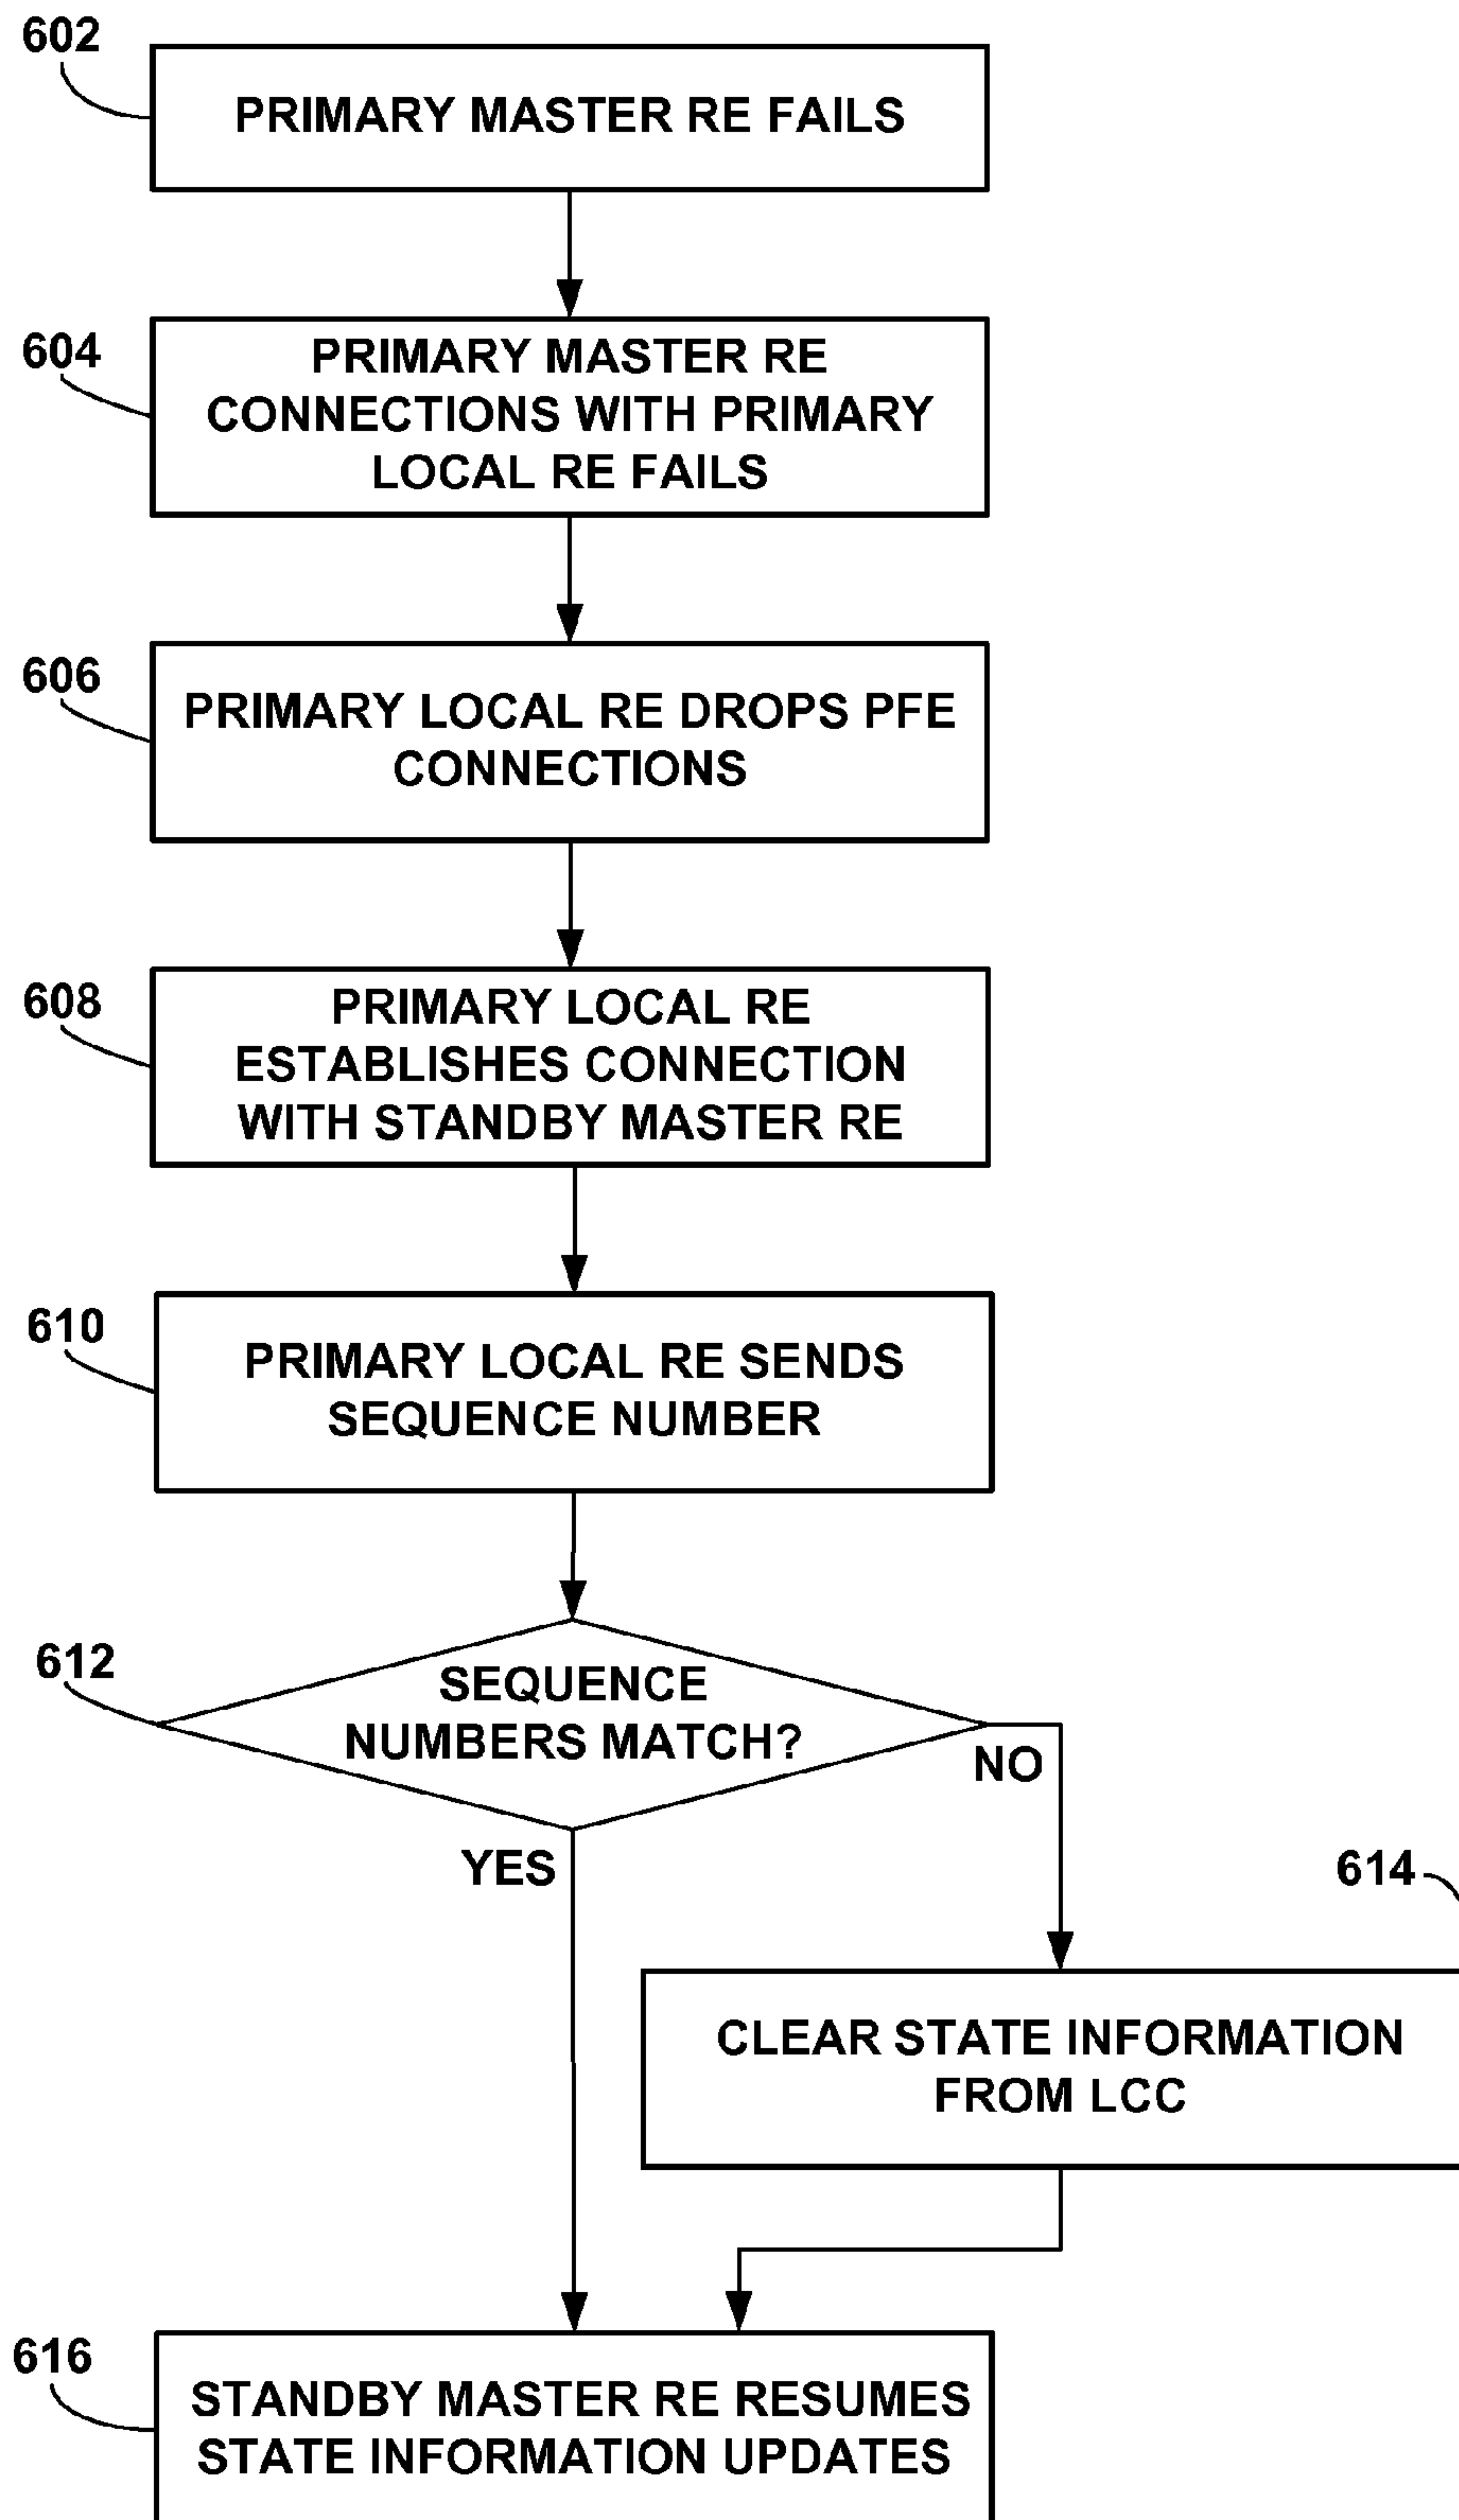 602
PRIMARY MASTER RE FAILS
604
PRIMARY MASTER RE
CONNECTIONS WITH PRIMARY
LOCAL RE FAILS
606
PRIMARY LOCAL RE DROPS PFE
CONNECTIONS
608
PRIMARY LOCAL RE
ESTABLISHES CONNECTION
WITH STANDBY MASTER RE
610
PRIMARY LOCAL RE SENDS
SEQUENCE NUMBER
612
SEQUENCE
NUMBERS MATCH?
NO
YES
614
CLEAR STATE INFORMATION
FROM LCC
616
STANDBY MASTER RE RESUMES
STATE INFORMATION UPDATES